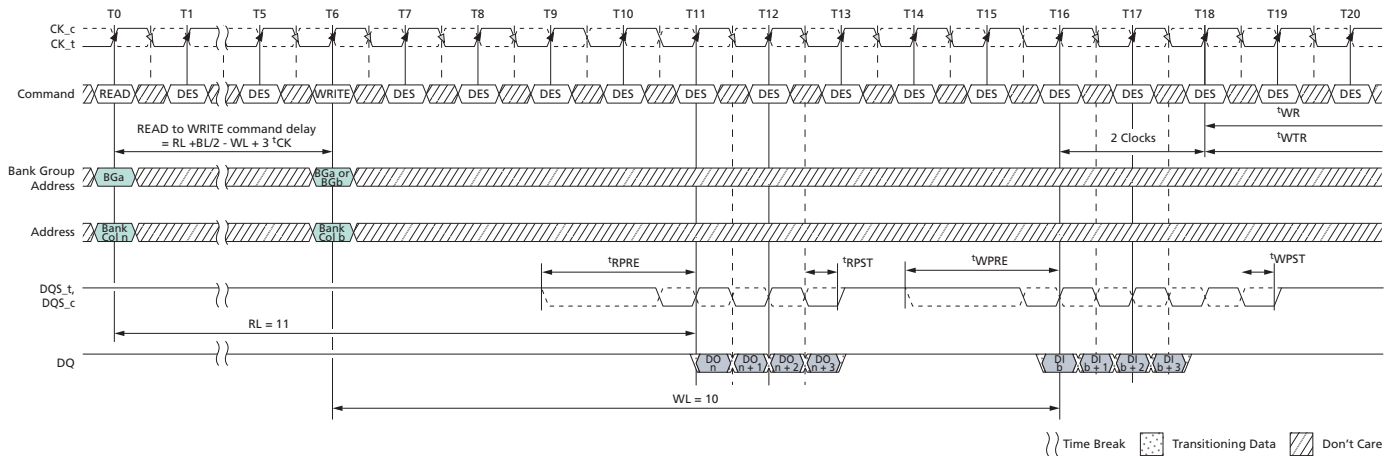 T0 T1 T5 T6 T7 T8 T9 T10 T11 T12 T13 T14 T15 T16 T17 T18 T19 T20
CK_c
CK_t
Command READ DES DES WRITE DES DES DES DES DES DES DES DES DES DES DES DES DES DES
tWR
READ to WRITE command delay
= RL +BL/2 - WL + 3 tCK
2 Clocks
tWTR
Bank Group
Address
BGa
BGa or
BGb
Address
Bank
Col n
Bank
Col b
tRPRE tRPST tWPRE tWPST
DQS_t,
DQS_c
RL = 11
DQ
DO
n
DO
n + 1
DO
n + 2
DO
n + 3
DI
b
DI
b + 1
DI
b + 2
DI
b + 3
WL = 10
Time Break Transitioning Data Don't Care